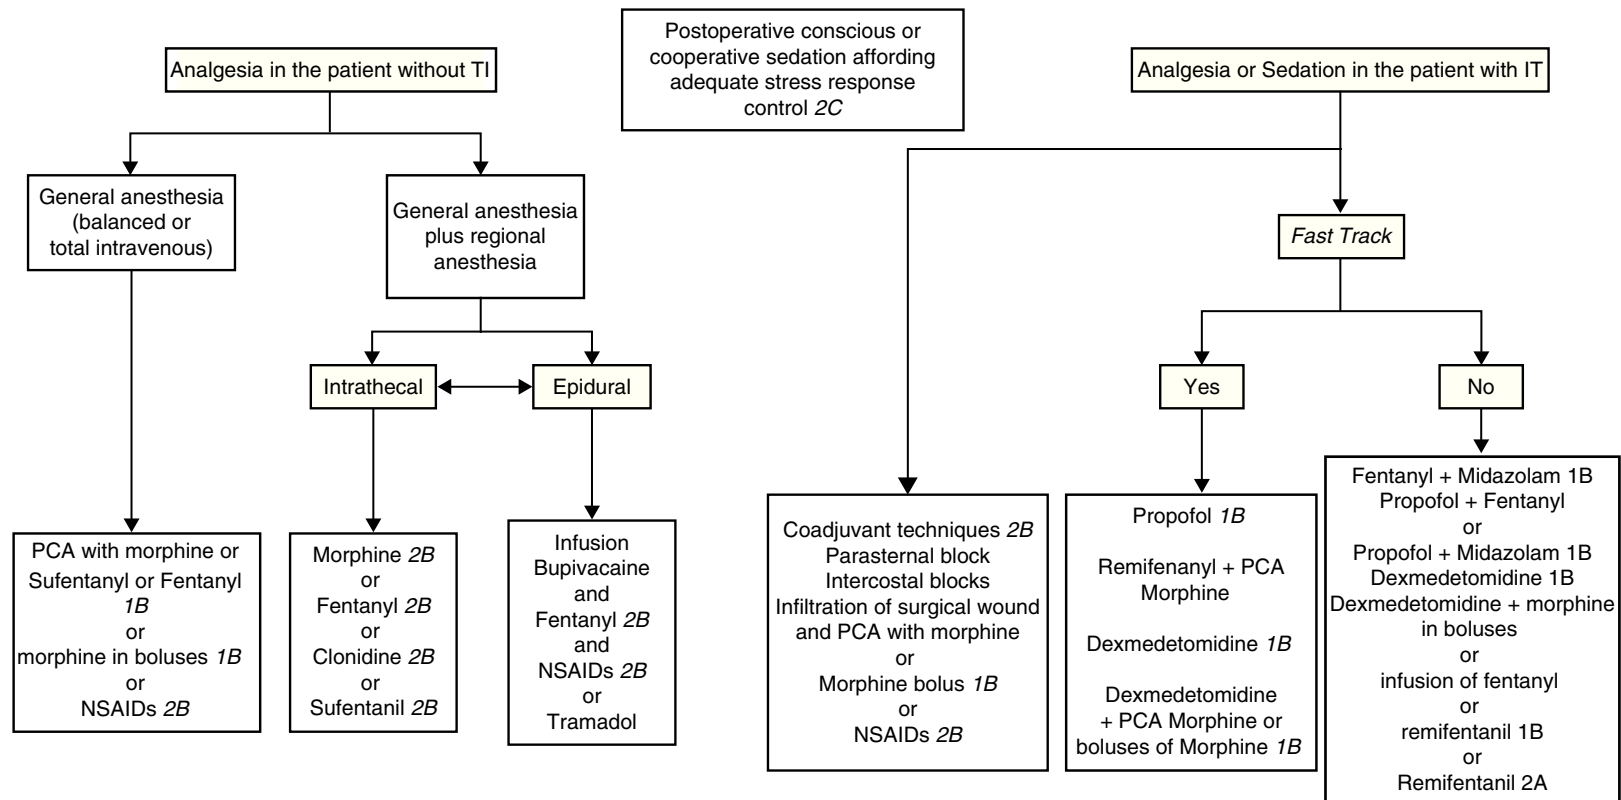 Postoperative conscious or
cooperative sedation affording
adequate stress response
control 2C
Analgesia in the patient without TI
General anesthesia
(balanced or
total intravenous)
General anesthesia
plus regional
anesthesia
Intrathecal
Epidural
PCA with morphine or
Sufentanyl or Fentanyl
1B
or
morphine in boluses 1B
or
NSAIDs 2B
Morphine 2B
or
Fentanyl 2B
or
Clonidine 2B
or
Sufentanil 2B
Infusion
Bupivacaine
and
Fentanyl 2B
and
NSAIDs 2B
or
Tramadol
Analgesia or Sedation in the patient with IT
Fast Track
Yes
No
Coadjuvant techniques 2B
Parasternal block
Intercostal blocks
Infiltration of surgical wound
and PCA with morphine
or
Morphine bolus 1B
or
NSAIDs 2B
Propofol 1B
Remifenanyl + PCA
Morphine
Dexmedetomidine 1B
Dexmedetomidine
+ PCA Morphine or
boluses of Morphine 1B
Fentanyl + Midazolam 1B
Propofol + Fentanyl
or
Propofol + Midazolam 1B
Dexmedetomidine 1B
Dexmedetomidine + morphine
in boluses
or
infusion of fentanyl
or
remifentanil 1B
or
Remifentanil 2A